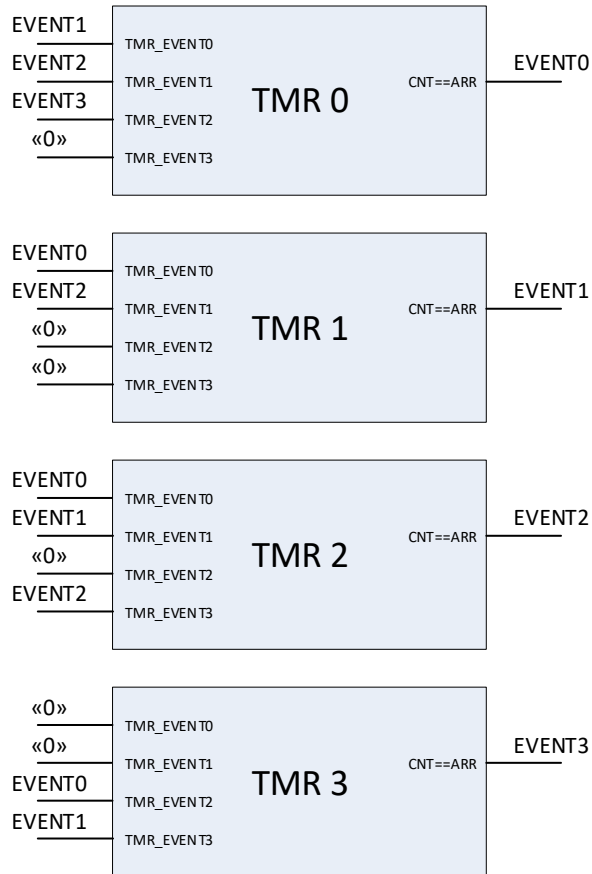 EVENT1
TMR_EVENT0
EVENT2
TMR_EVENT1
EVENT3
TMR_EVENT2
«0»
TMR_EVENT3
TMR 0
CNT==ARR
EVENT0
EVENT0
TMR_EVENT0
EVENT2
TMR_EVENT1
«0»
TMR_EVENT2
«0»
TMR_EVENT3
TMR 1
CNT==ARR
EVENT1
EVENT0
TMR_EVENT0
EVENT1
TMR_EVENT1
«0»
TMR_EVENT2
EVENT2
TMR_EVENT3
TMR 2
CNT==ARR
EVENT2
«0»
TMR_EVENT0
«0»
TMR_EVENT1
EVENT0
TMR_EVENT2
EVENT1
TMR_EVENT3
TMR 3
CNT==ARR
EVENT3